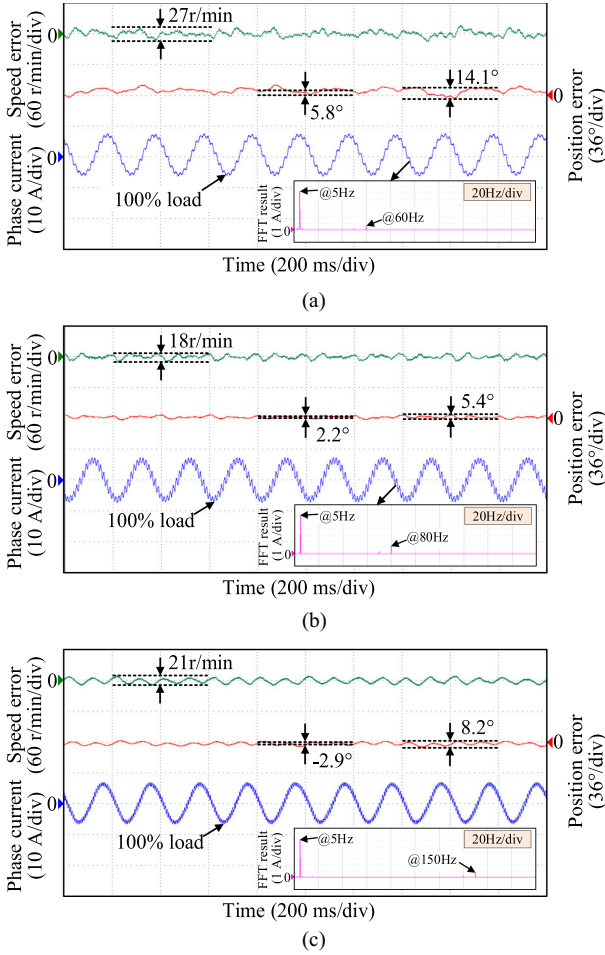 27r/min
Speed error
(60 r/min/div)
0
0
Position error
(36°/div)
5.8°
14.1°
Phase current
(10 A/div)
0
100% load
FFT result
(1 A/div)
0
@5Hz
@60Hz
20Hz/div
Time (200 ms/div)
(a)
18r/min
Speed error
(60 r/min/div)
0
0
Position error
(36°/div)
2.2°
5.4°
Phase current
(10 A/div)
0
100% load
FFT result
(1 A/div)
0
@5Hz
@80Hz
20Hz/div
Time (200 ms/div)
(b)
21r/min
Speed error
(60 r/min/div)
0
0
Position error
(36°/div)
-2.9°
8.2°
Phase current
(10 A/div)
0
100% load
FFT result
(1 A/div)
0
@5Hz
@150Hz
20Hz/div
Time (200 ms/div)
(c)